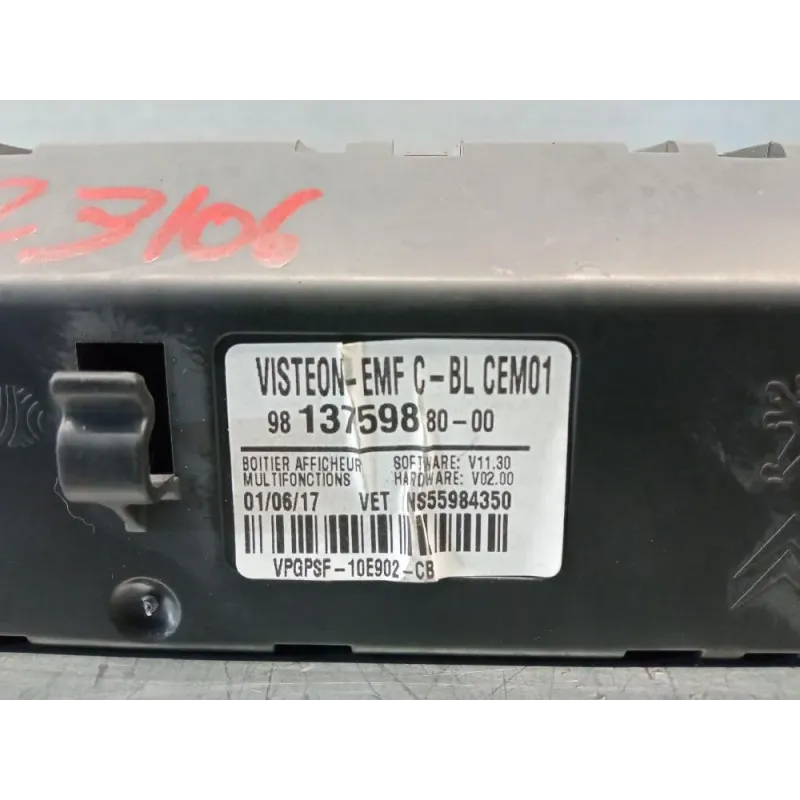 23106
VISTEON-EMF C-BL CEM01
98 137598 80-00
BOITIER AFFICHEUR SOFTWARE: V11.30
MULTIFONCTIONS HARDWARE: V02.00
01/06/17 VET NS55984350
VPGPSF-10E902-CB